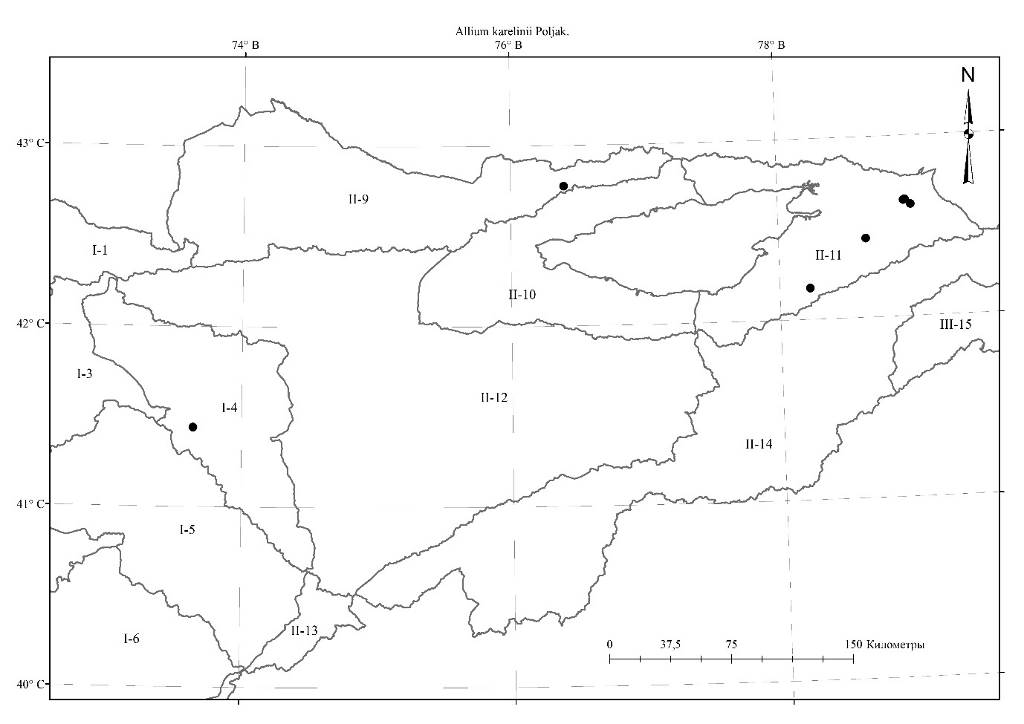 Allium karelinii Poljak.
74° В 76° В 78° В
N
43° С
II-9
I-1
II-11
II-10
42° С
III-15
I-3
II-12
I-4
II-14
41° С
I-5
II-13
I-6
0 37,5 75 150 Километры
40° С